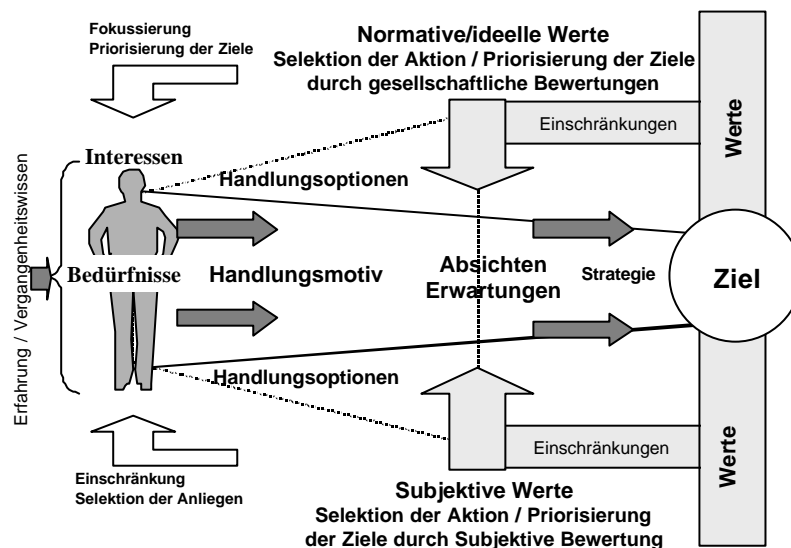 Fokussierung
Priorisierung der Ziele
Normative/ideelle Werte
Selektion der Aktion / Priorisierung der Ziele
durch gesellschaftliche Bewertungen
Einschränkungen
Werte
Interessen
Handlungsoptionen
Erfahrung / Vergangenheitswissen
Bedürfnisse
Handlungsmotiv
Absichten
Erwartungen
Strategie
Ziel
Handlungsoptionen
Einschränkungen
Werte
Einschränkung
Selektion der Anliegen
Subjektive Werte
Selektion der Aktion / Priorisierung
der Ziele durch Subjektive Bewertung